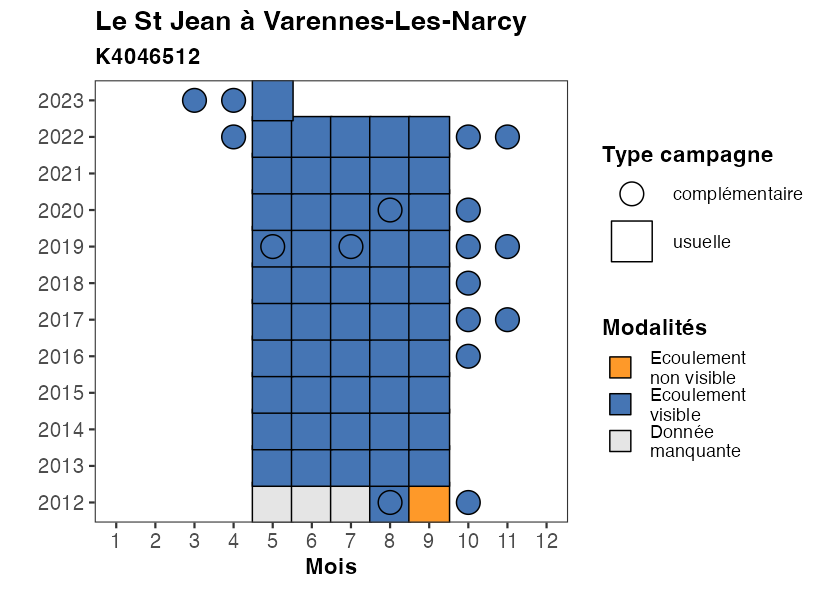 Le St Jean à Varennes-Les-Narcy
K4046512
2023
2022
2021
2020
2019
2018
2017
2016
2015
2014
2013
2012
1 2 3 4 5 6 7 8 9 10 11 12
Mois
Type campagne
complémentaire
usuelle
Modalités
Ecoulement
non visible
Ecoulement
visible
Donnée
manquante